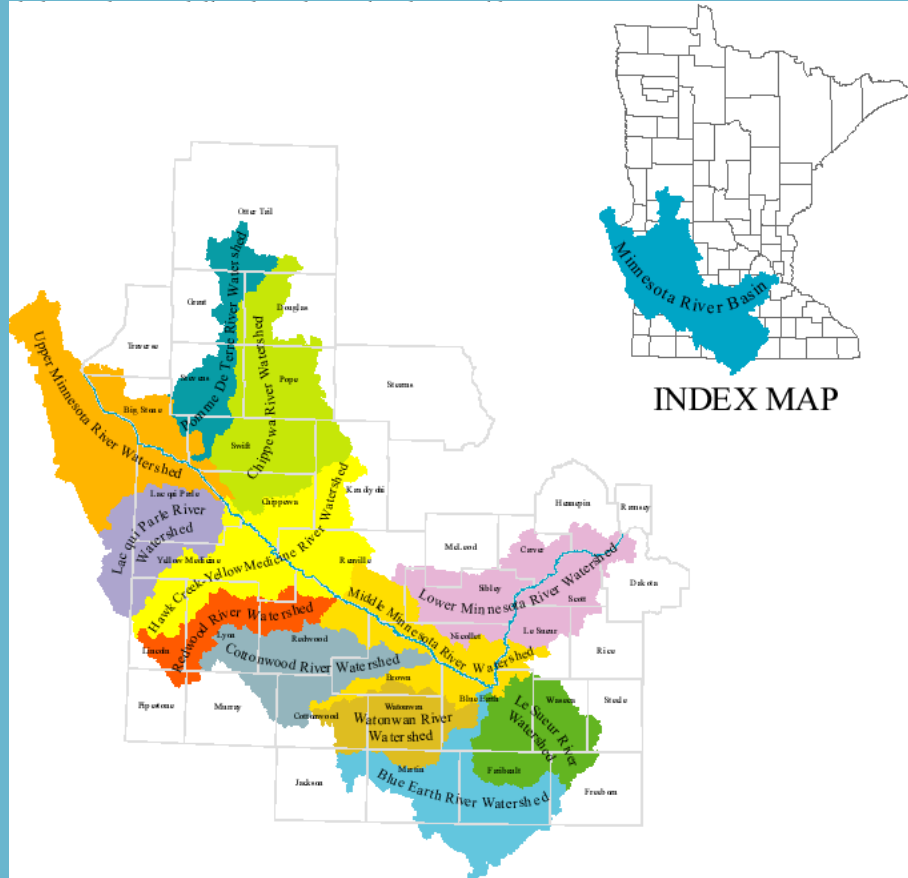 Otter Tail
Grant
Douglas
Traverse
Stevens
Pope
Stearns
Big Stone
Swift
Pomme De Terre River Watershed
Chippewa River Watershed
Upper Minnesota River Watershed
Lac qui Parle
Chippewa
Kandiyohi
Lac qui Parle River
Watershed
Yellow Medicine
Hawk Creek-Yellow Medicine River Watershed
Renville
McLeod
Hennepin
Ramsey
Carver
Dakota
Sibley
Scott
Lower Minnesota River Watershed
Middle Minnesota River Watershed
Nicollet
Le Sueur
Rice
Lincoln
Lyon
Redwood
Redwood River Watershed
Cottonwood River Watershed
Brown
Pipestone
Murray
Cottonwood
Watonwan
Watonwan River
Watershed
Blue Earth
Le Sueur River
Watershed
Waseca
Steele
Jackson
Martin
Faribault
Freeborn
Blue Earth River Watershed
Minnesota River Basin
INDEX MAP